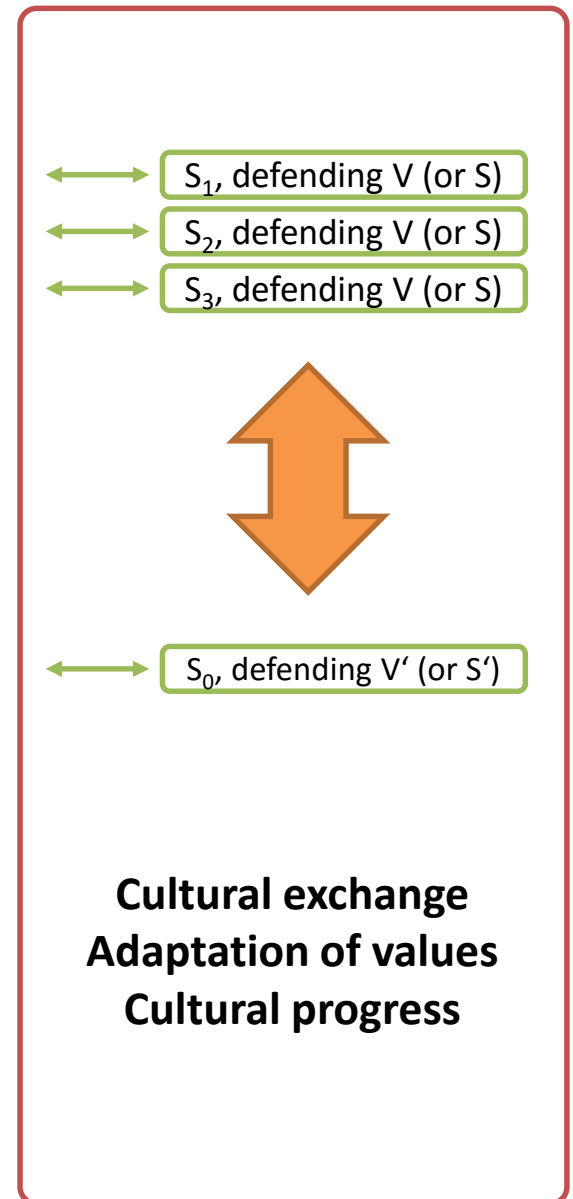 S₁, defending V (or S)
S₂, defending V (or S)
S₃, defending V (or S)
S₀, defending V‘ (or S‘)
Cultural exchange
Adaptation of values
Cultural progress